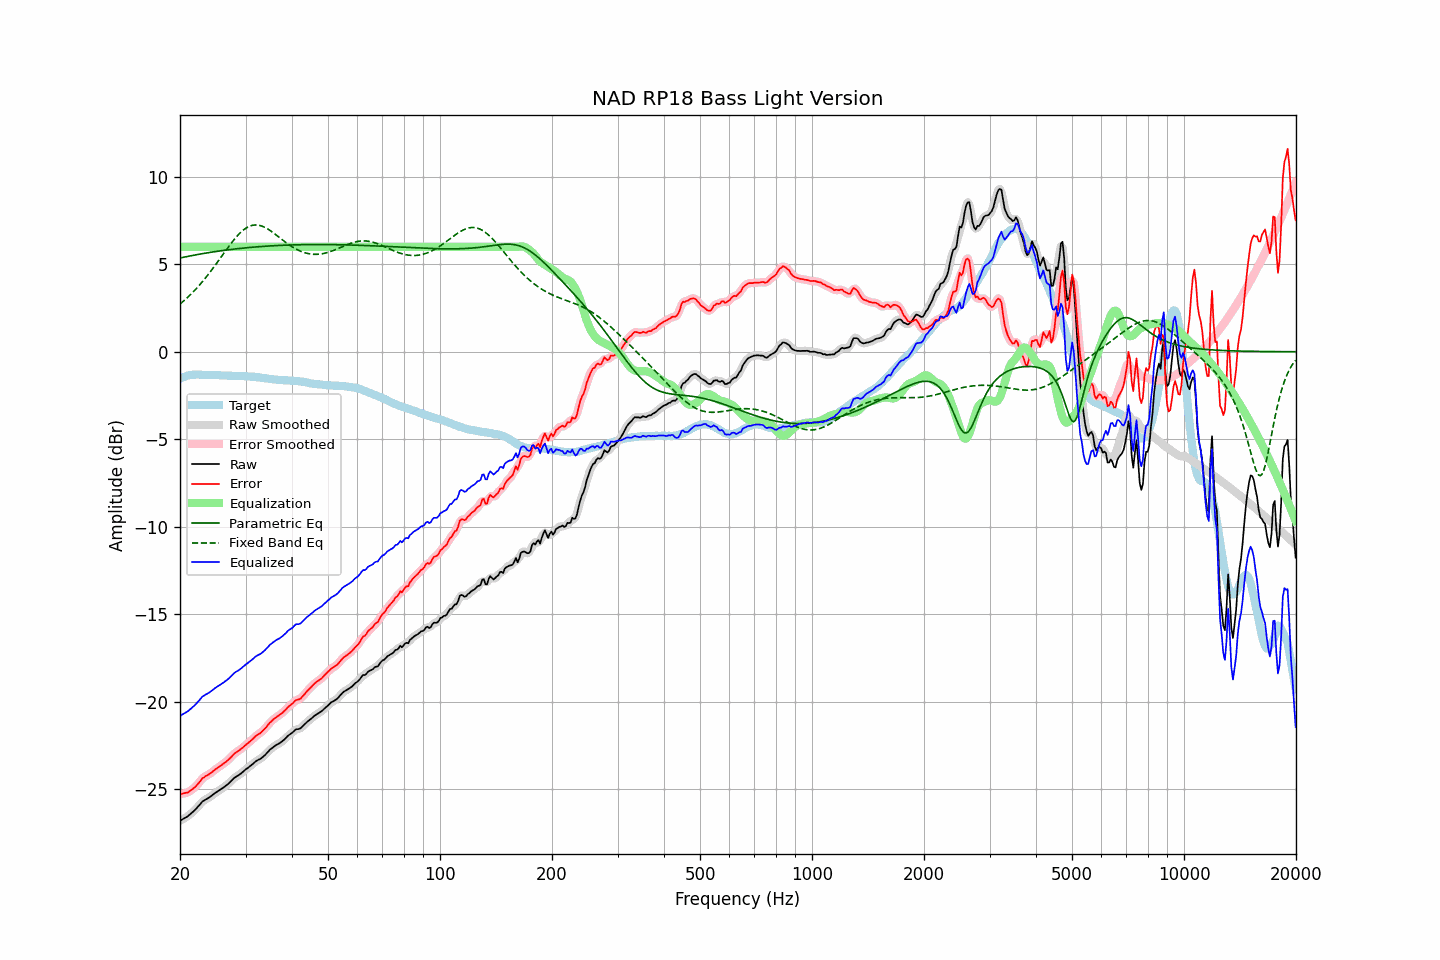 NAD RP18 Bass Light Version
Amplitude (dBr)
10
5
0
−5
−10
−15
−20
−25
Target
Raw Smoothed
Error Smoothed
Raw
Error
Equalization
Parametric Eq
Fixed Band Eq
Equalized
20 50 100 200 500 1000 2000 5000 10000 20000
Frequency (Hz)